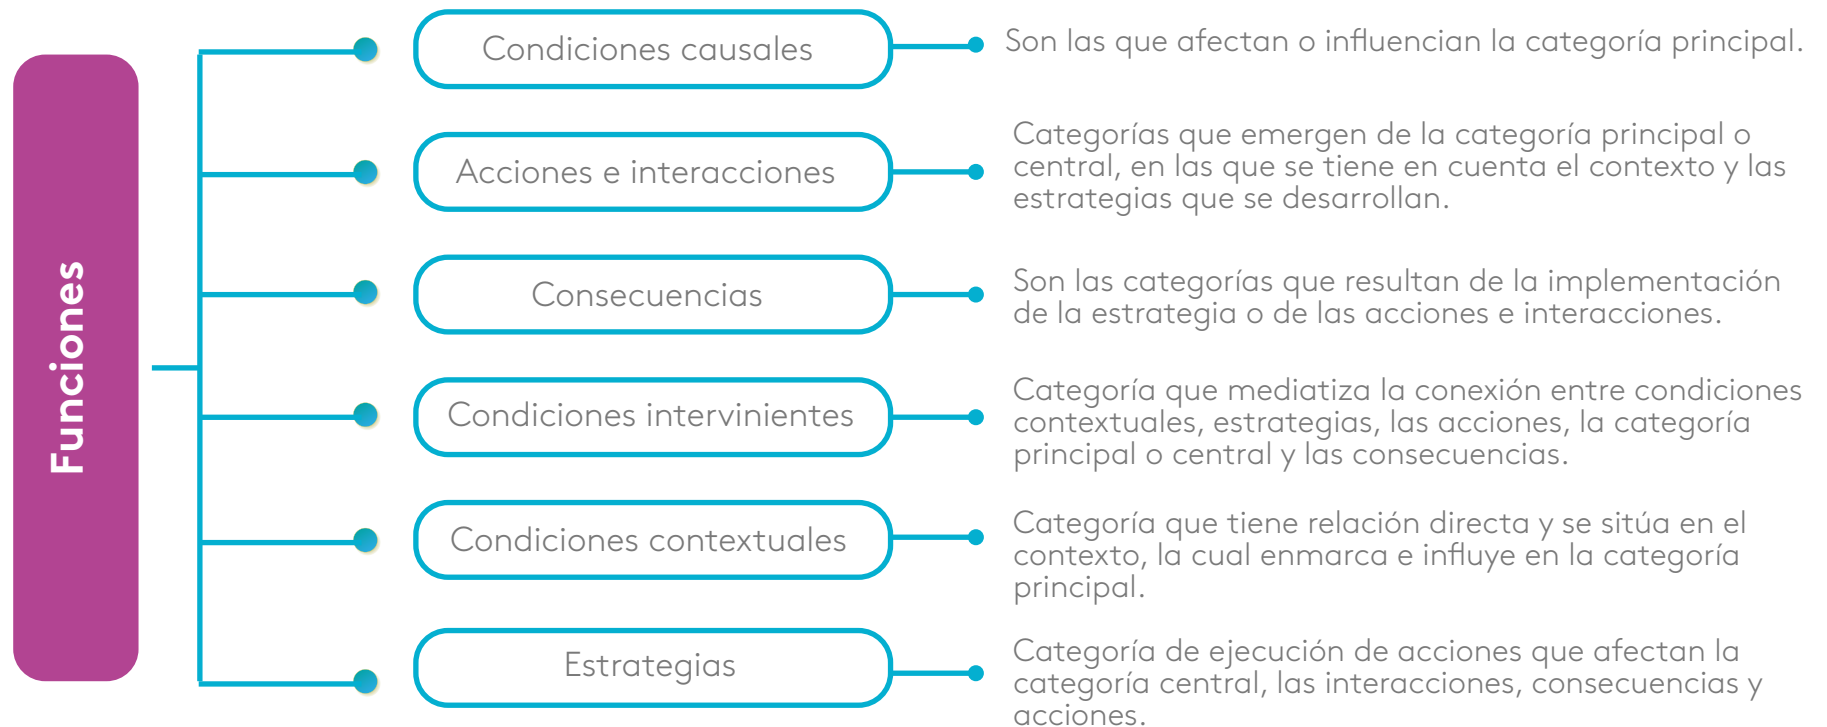 Funciones
Condiciones causales
Son las que afectan o influencian la categoría principal.
Acciones e interacciones
Categorías que emergen de la categoría principal o
central, en las que se tiene en cuenta el contexto y las
estrategias que se desarrollan.
Consecuencias
Son las categorías que resultan de la implementación
de la estrategia o de las acciones e interacciones.
Condiciones intervinientes
Categoría que mediatiza la conexión entre condiciones
contextuales, estrategias, las acciones, la categoría
principal o central y las consecuencias.
Condiciones contextuales
Categoría que tiene relación directa y se sitúa en el
contexto, la cual enmarca e influye en la categoría
principal.
Estrategias
Categoría de ejecución de acciones que afectan la
categoría central, las interacciones, consecuencias y
acciones.